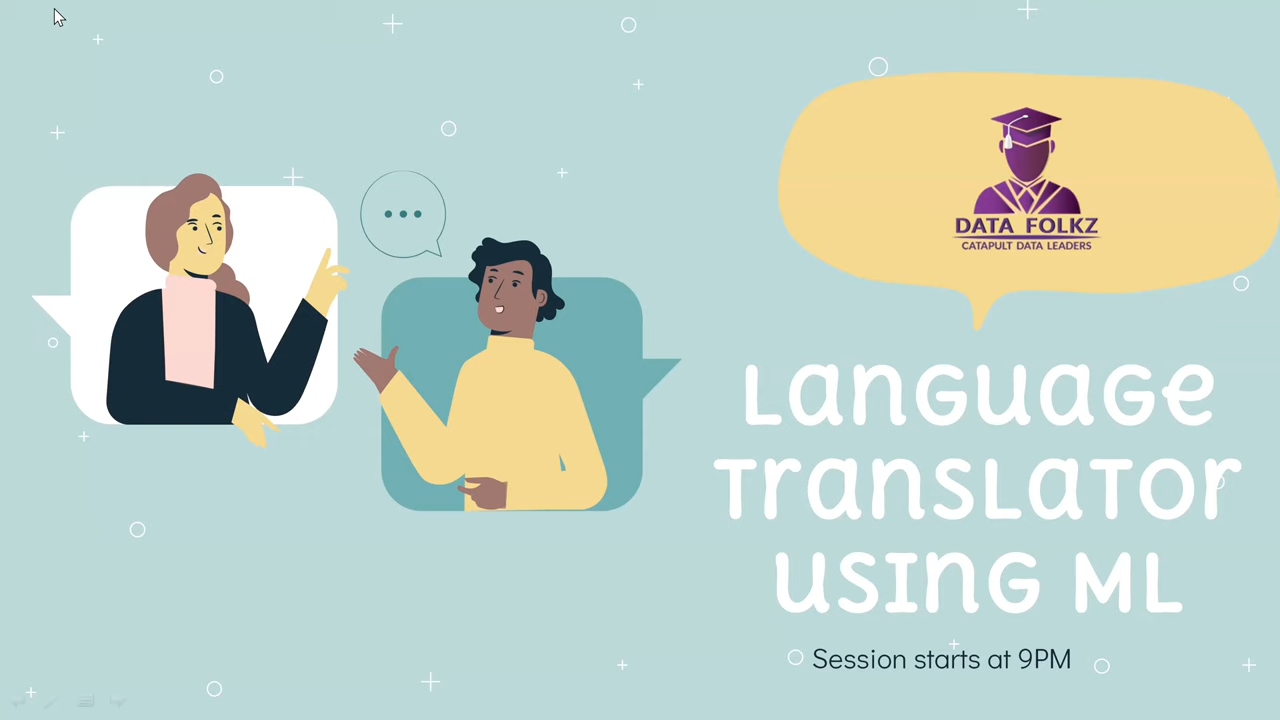 DATA FOLKZ
CATAPULT DATA LEADERS
Language
Translator
using ML
Session starts at 9PM